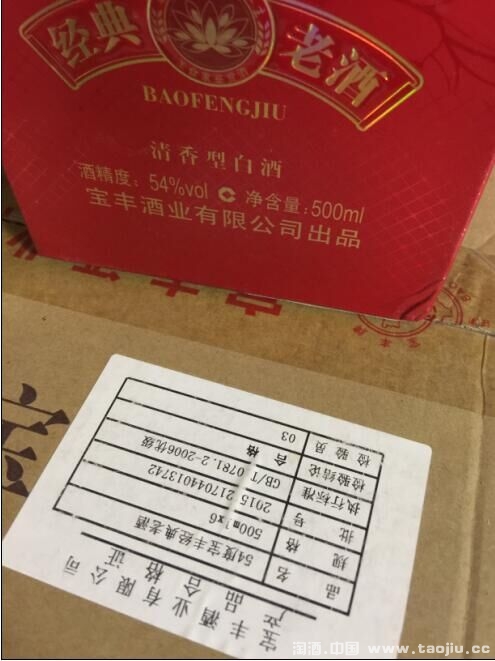 经典 老酒
BAOFENGJIU
清香型白酒
酒精度：54%vol 净含量：500ml
宝丰酒业有限公司出品
宝丰酒业有限公司
产品合格证
品名 54度宝丰经典老酒
规格 500ml x6
批号 2015 217044013742
执行标准 GB/T 0781.2-2006优级
检验结论 合格
检验员 03
淘酒.中国 www.taojiu.cc